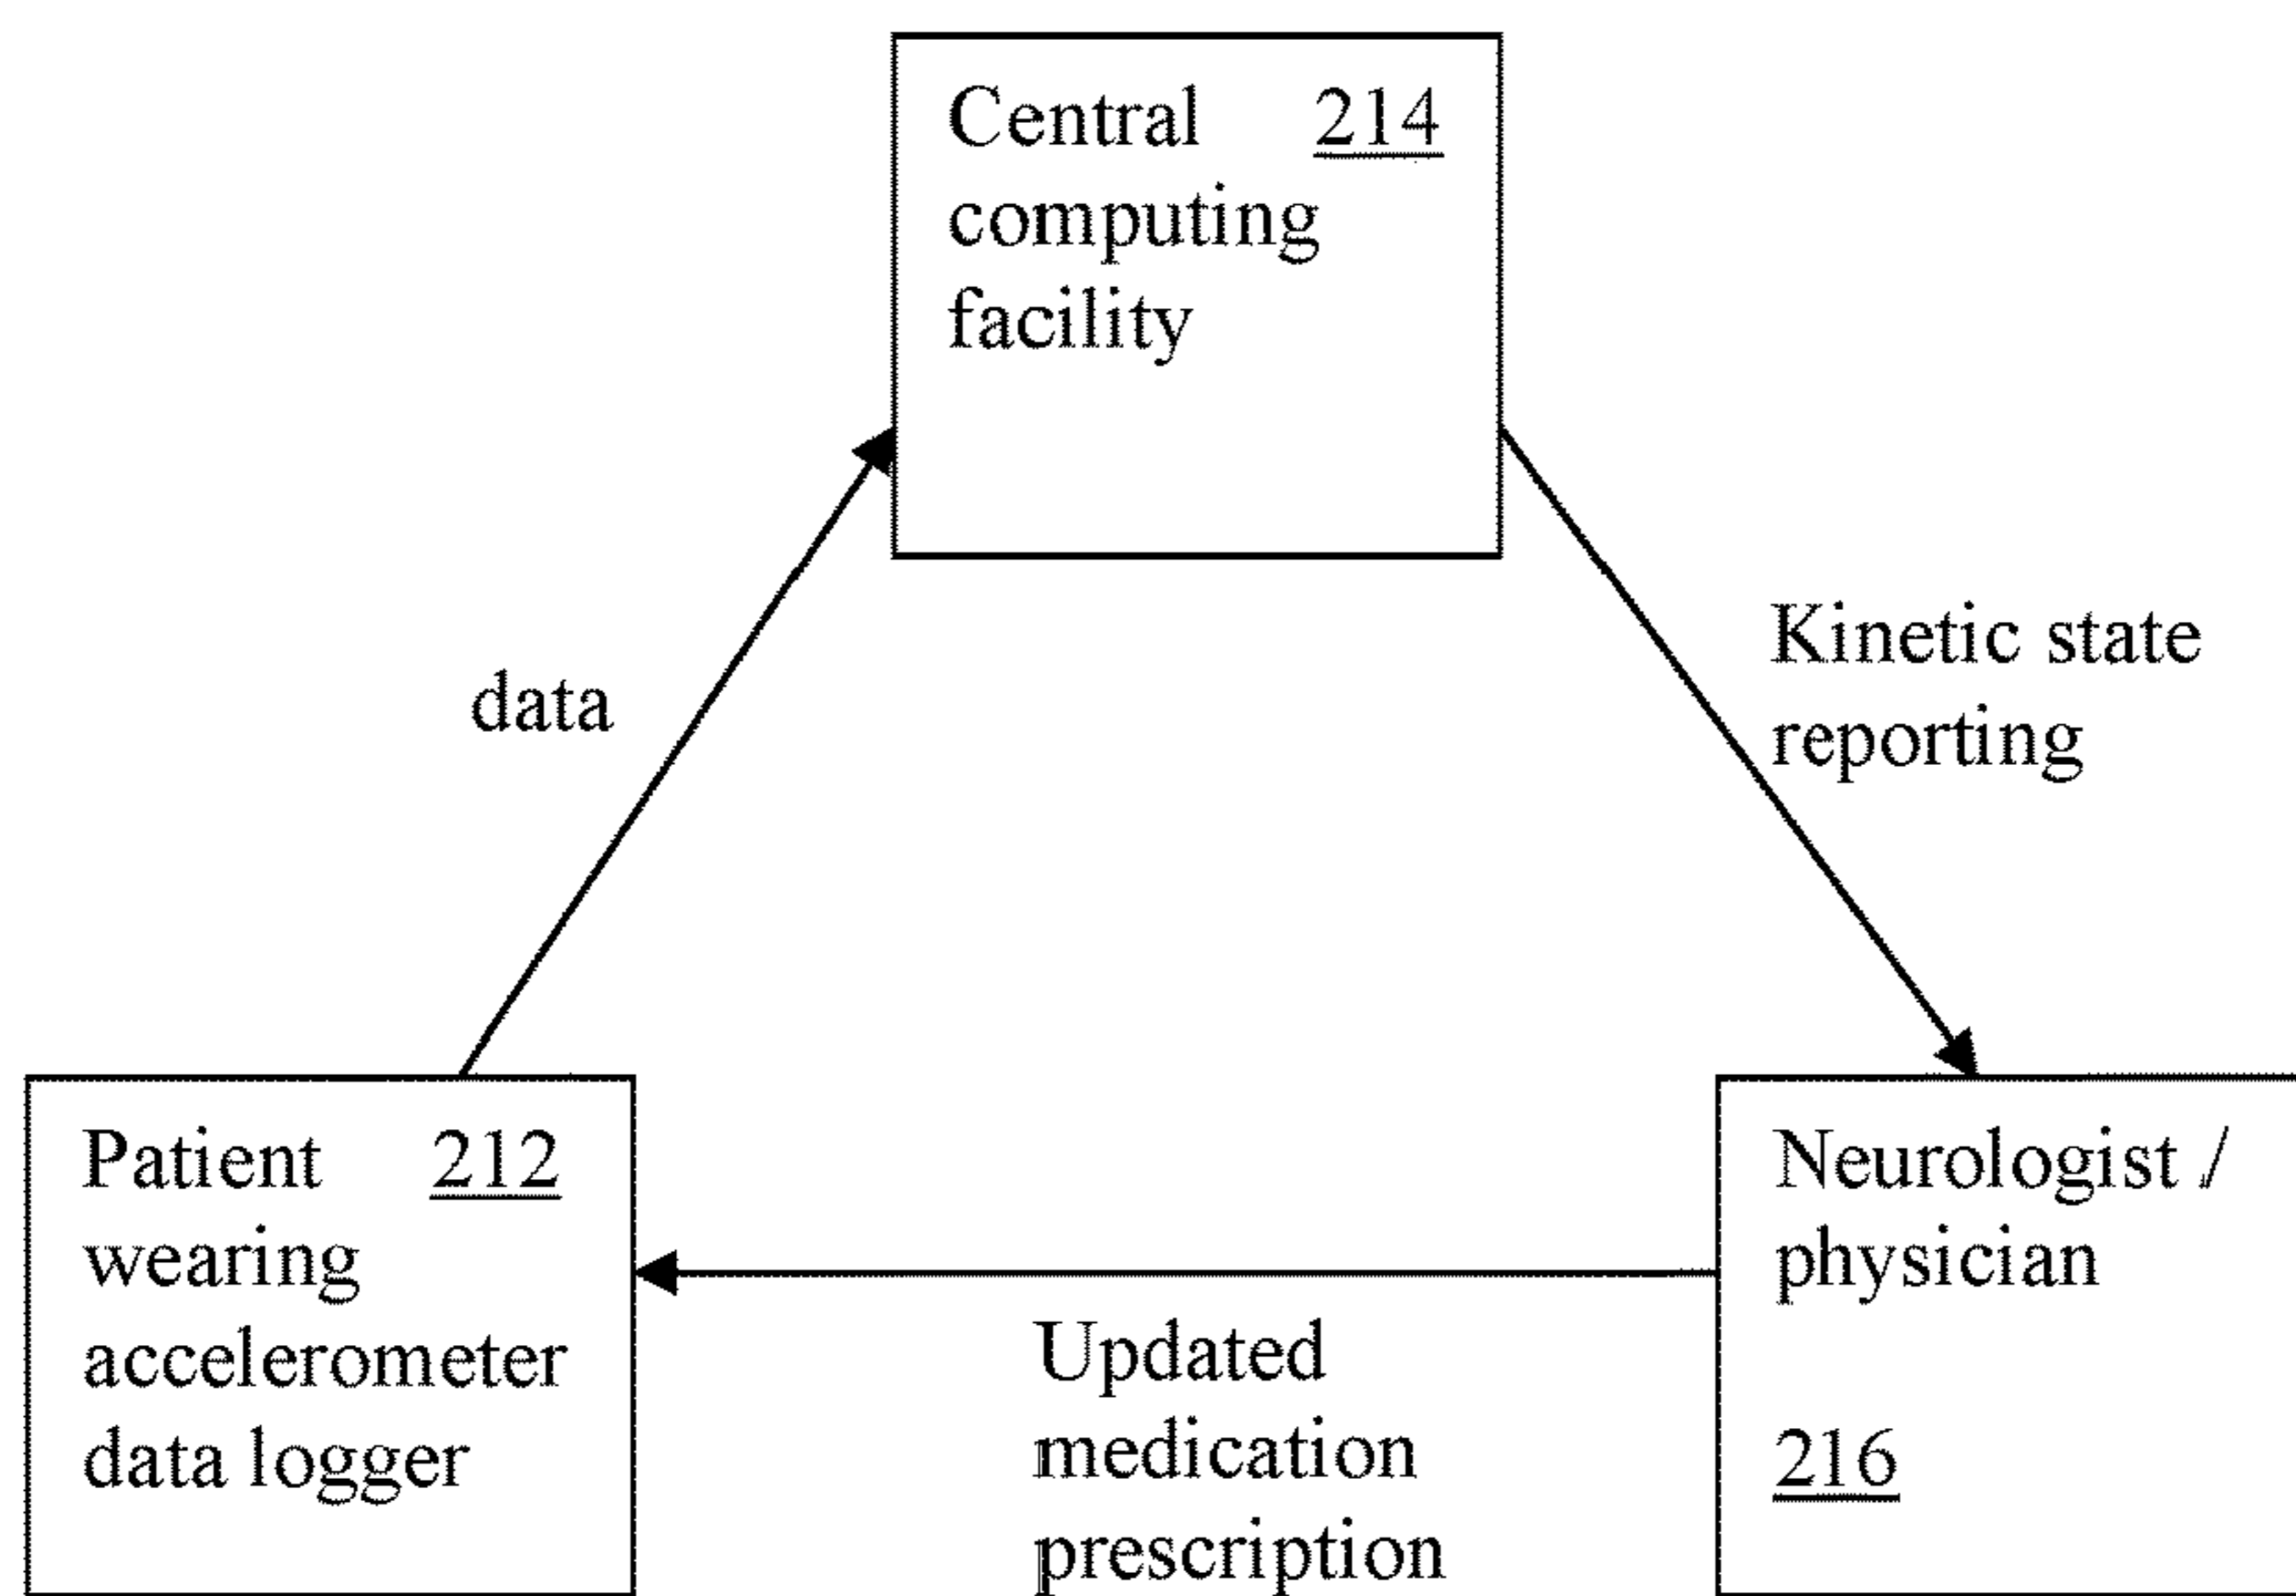 Central 214
computing
facility
data
Kinetic state
reporting
Patient 212
wearing
accelerometer
data logger
Neurologist /
physician
216
Updated
medication
prescription